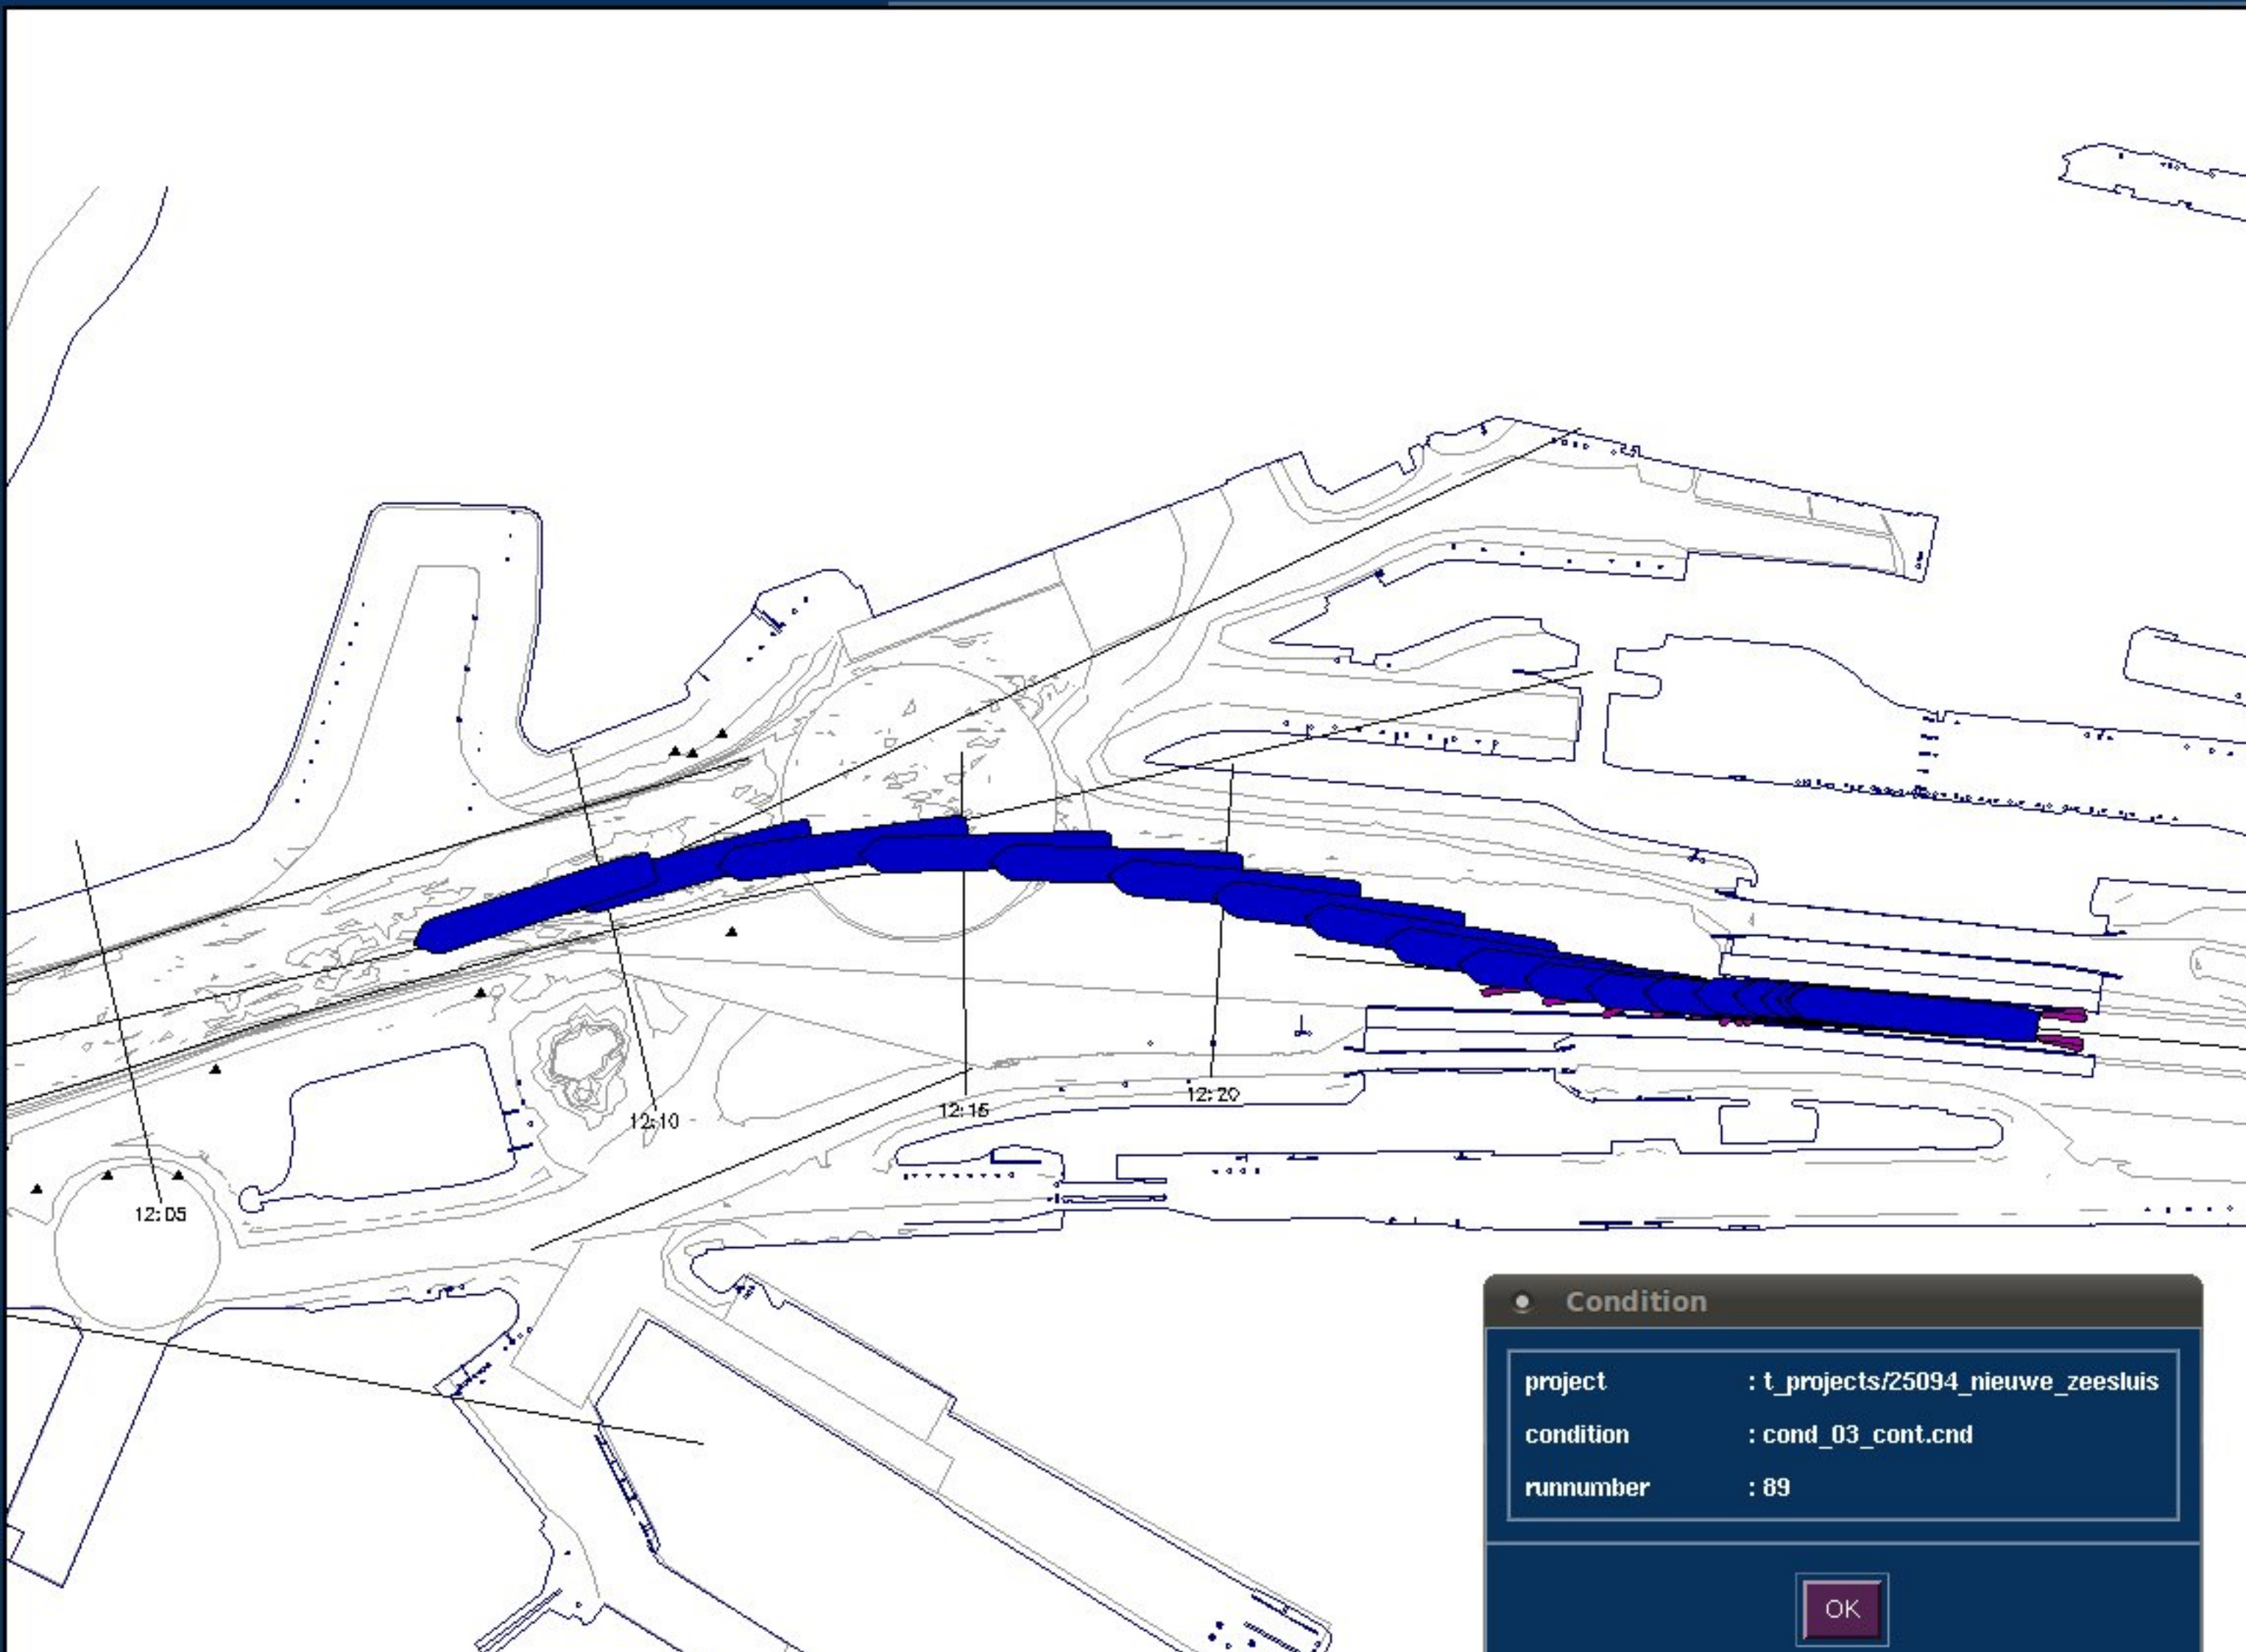 12:10
12:15
12:20
12:05
Condition
project : t_projects/25094_nieuwe_zeesluis
condition : cond_03_cont.cnd
runnumber : 89
OK